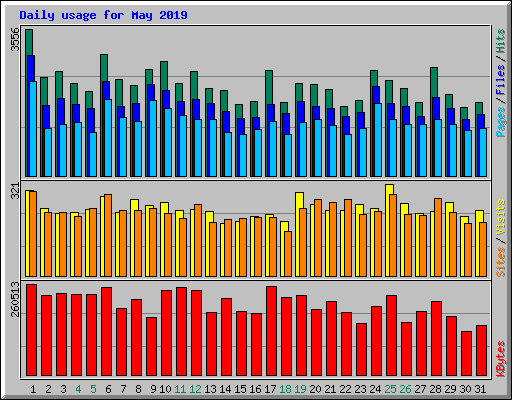 Daily usage for May 2019
3556
Pages / Files / Hits
321
Sites / Visits
260513
KBytes
1 2 3 4 5 6 7 8 9 10 11 12 13 14 15 16 17 18 19 20 21 22 23 24 25 26 27 28 29 30 31